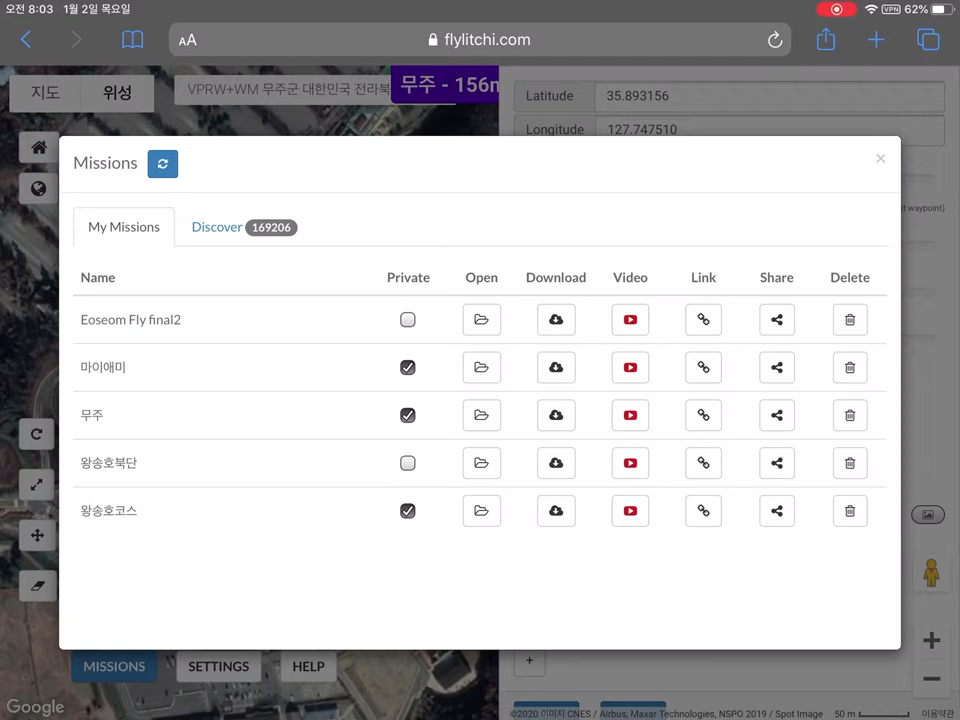 오전 8:03 1월 2일 목요일
VPN 62%
AA flylitchi.com
지도 위성 VPRW+WM 무주군 대한민국 전라북 무주 - 156m
Latitude 35.893156
Longitude 127.747510
Missions
×
t waypoint)
My Missions Discover 169206
Name Private Open Download Video Link Share Delete
Eoseom Fly final2
마이애미
무주
왕송호북단
왕송호코스
MISSIONS SETTINGS HELP
+
Google
©2020 이미지 CNES / Airbus, Maxar Technologies, NSPO 2019 / Spot Image 50 m 이용약관